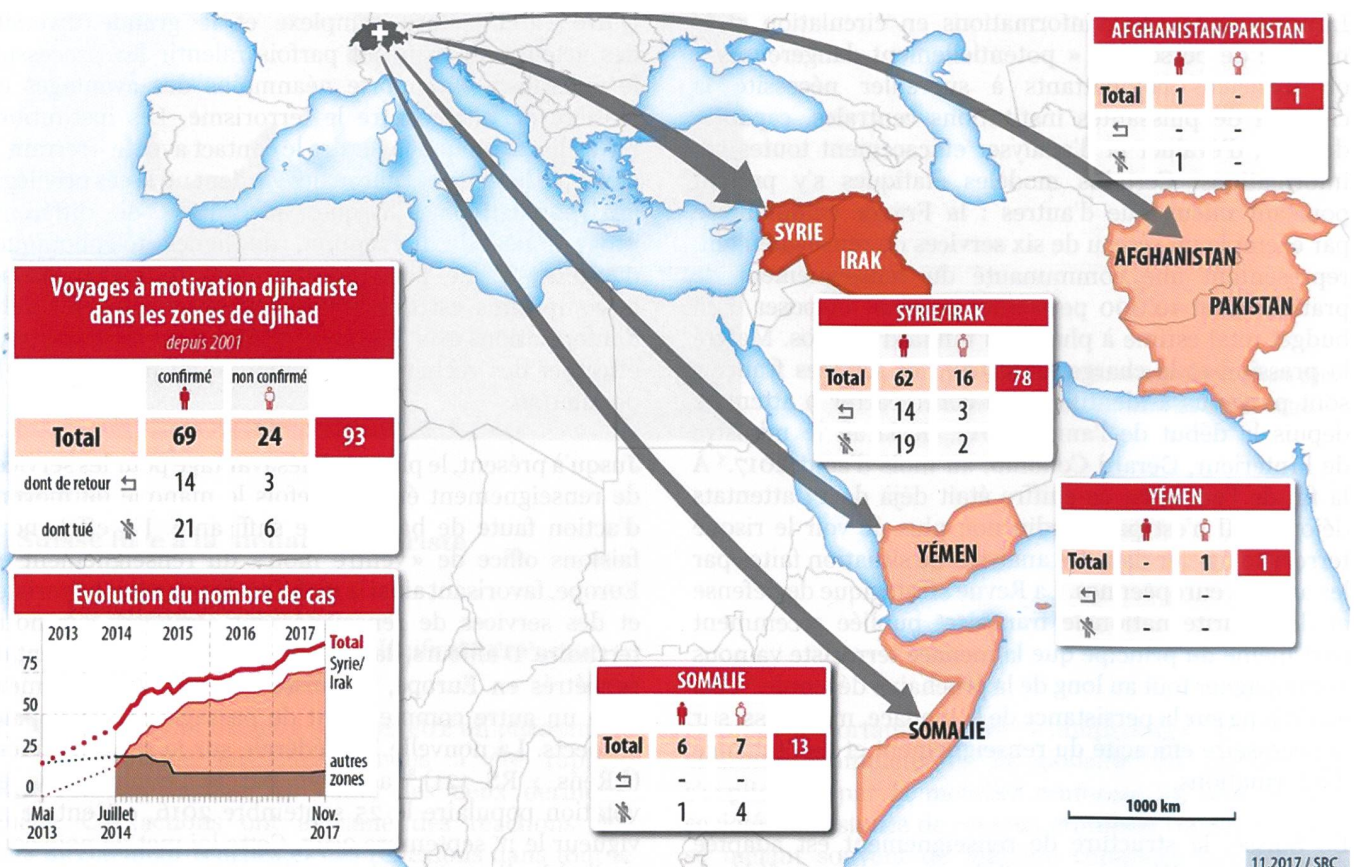 AFGHANISTAN/PAKISTAN
Total 1 - 1
- -
1 -
SYRIE
IRAK
AFGHANISTAN
PAKISTAN
Voyages à motivation djihadiste
dans les zones de djihad
depuis 2001
confirmé non confirmé
Total 69 24 93
dont de retour 14 3
dont tué 21 6
SYRIE/IRAK
Total 62 16 78
14 3
19 2
YÉMEN
Total - 1 1
- -
- -
YÉMEN
Evolution du nombre de cas
2013 2014 2015 2016 2017
Total
Syrie/
Irak
75
50
25
autres
zones
0
Mai
2013
Juillet
2014
Nov.
2017
SOMALIE
Total 6 7 13
- -
1 4
SOMALIE
1000 km
11.2017 / SRC